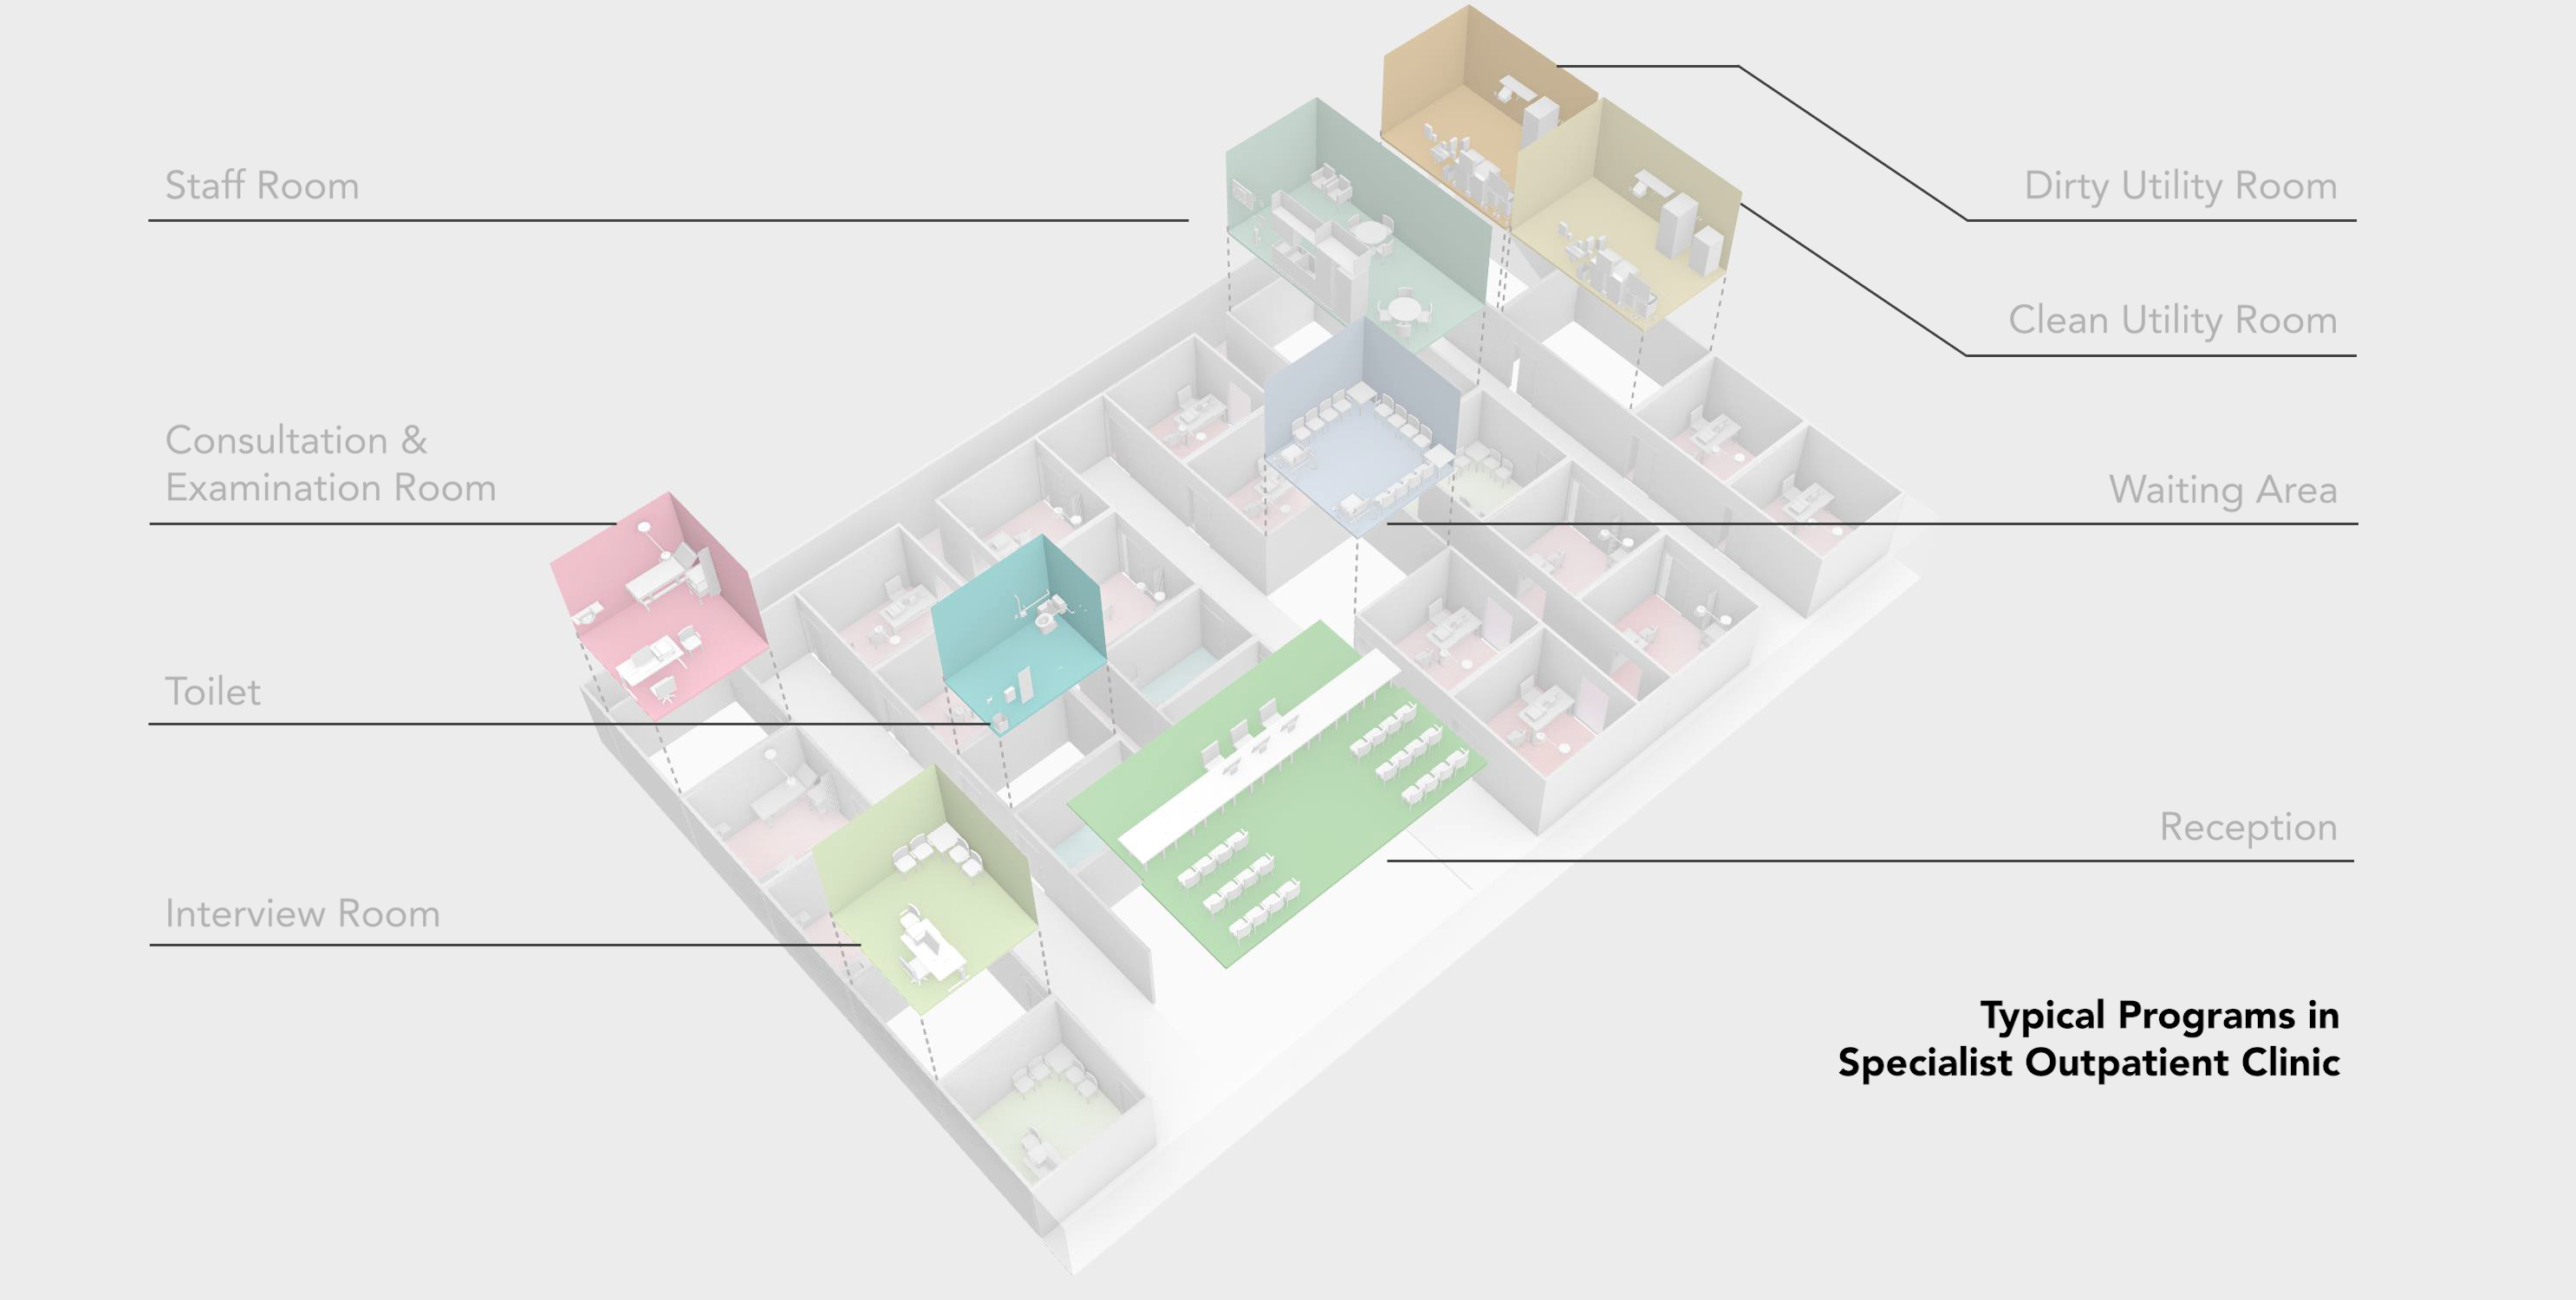 Staff Room
Dirty Utility Room
Clean Utility Room
Consultation &
Examination Room
Waiting Area
Toilet
Reception
Interview Room
Typical Programs in
Specialist Outpatient Clinic